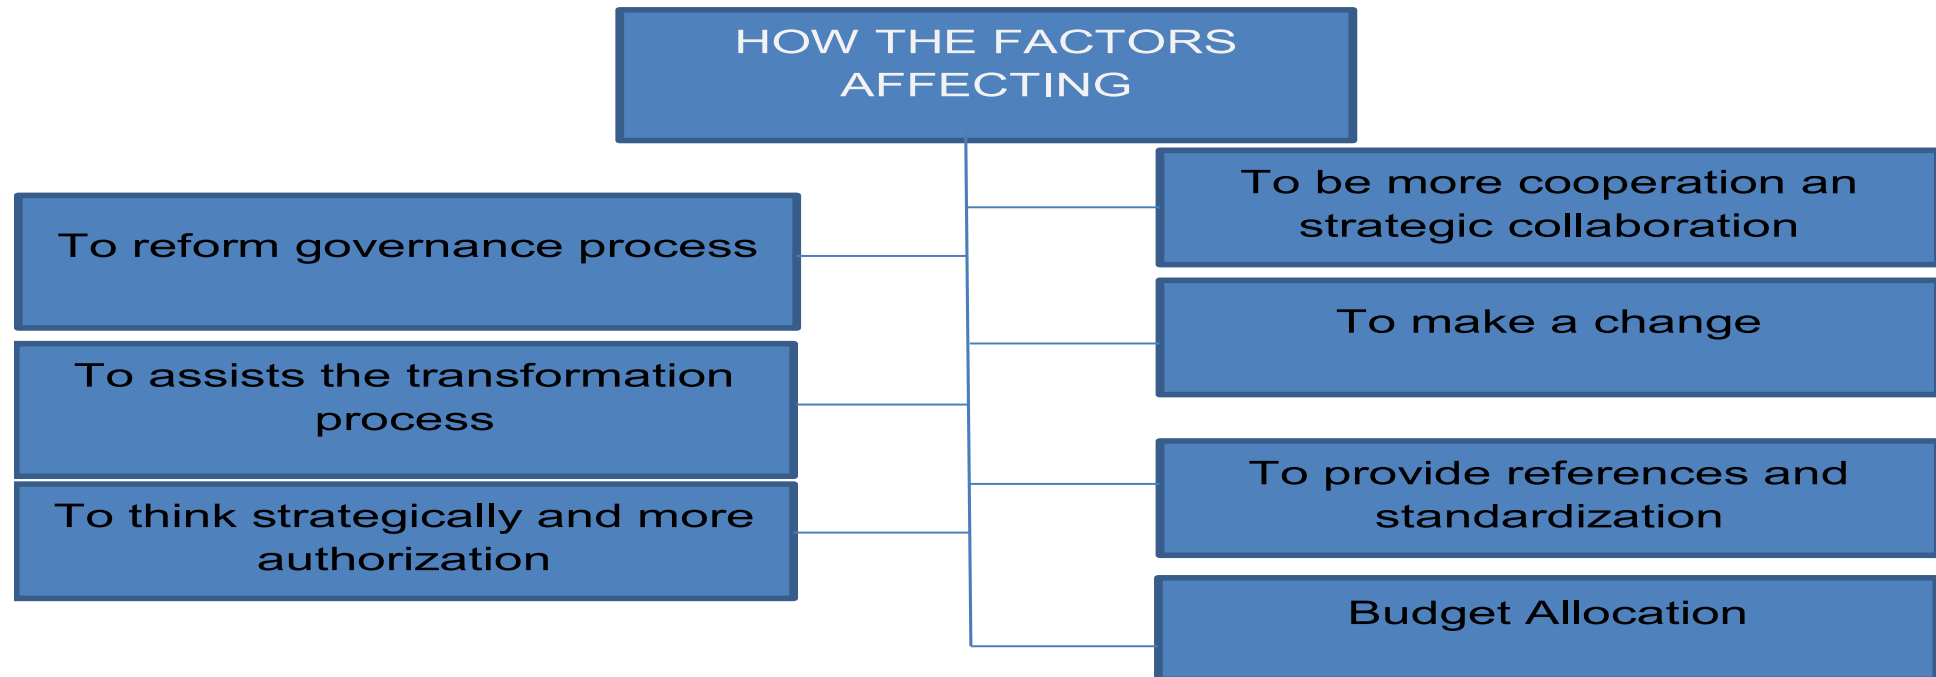 HOW THE FACTORS
AFFECTING
To reform governance process
To assists the transformation
process
To think strategically and more
authorization
To be more cooperation an
strategic collaboration
To make a change
To provide references and
standardization
Budget Allocation